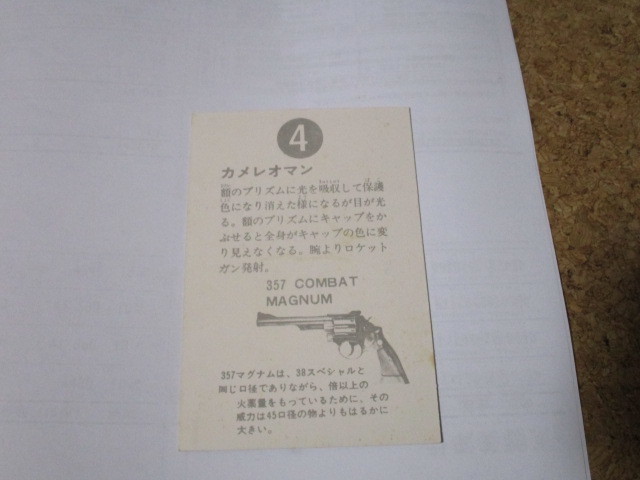 4
カメレオマン
額のプリズムに光を吸収して保護
色になり消えた様になるが目が光
る。額のプリズムにキャップをか
ぶせると全身がキャップの色に変
り見えなくなる。腕よりロケット
ガン発射。
357 COMBAT
MAGNUM
357マグナムは、38スペシャルと
同じ口径でありながら、倍以上の
火薬量をもっているために、その
威力は45口径の物よりもはるかに
大きい。